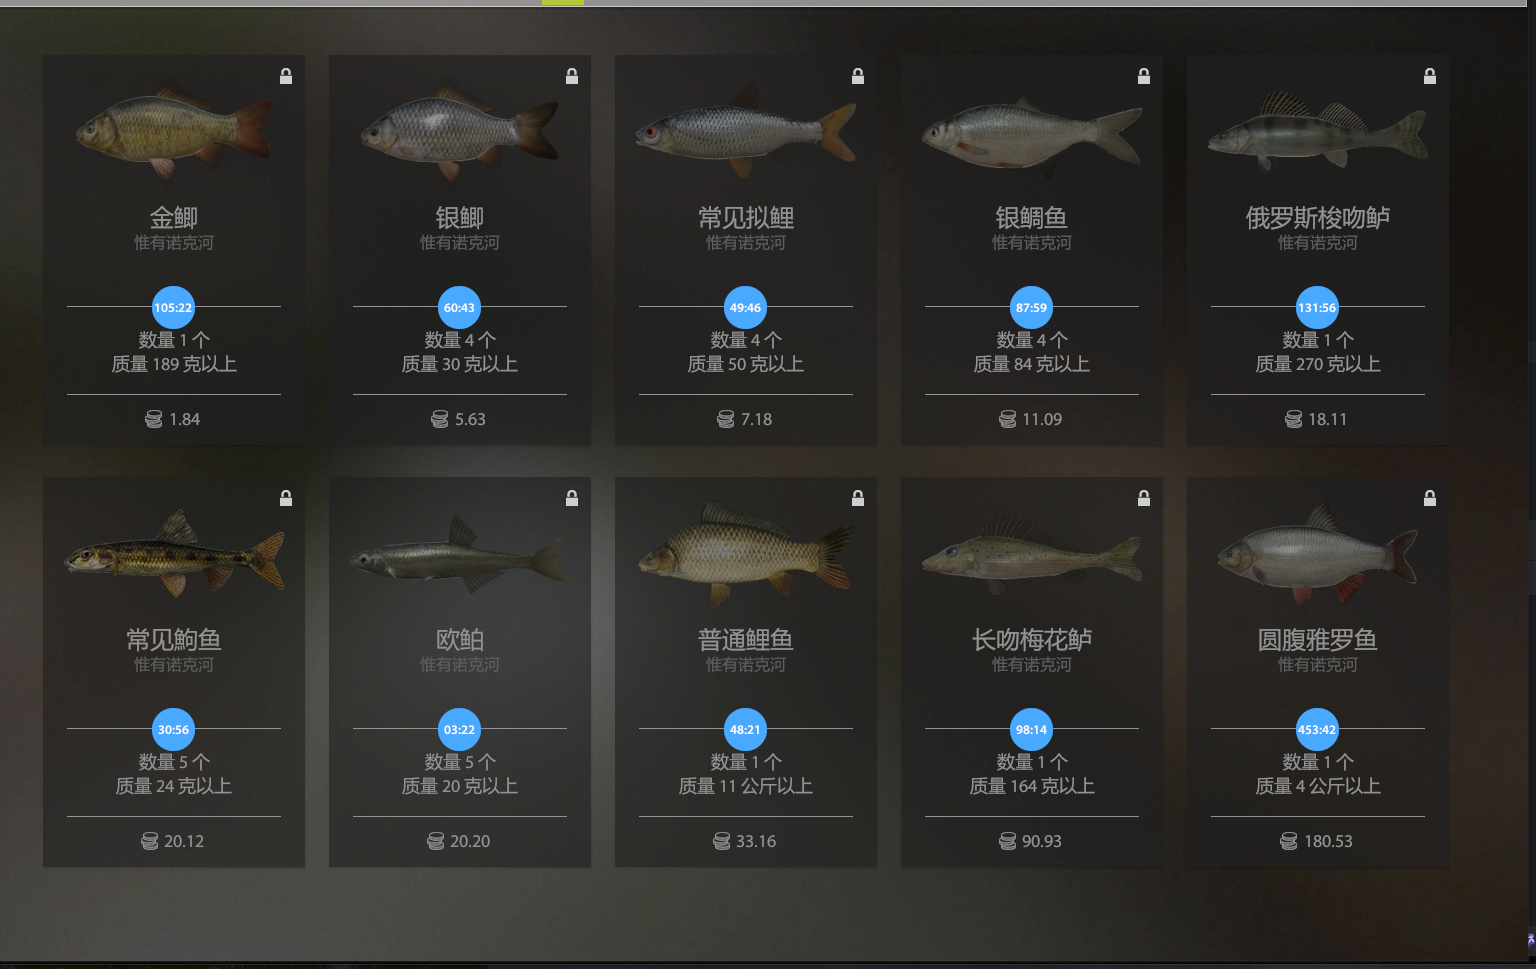 金鲫
惟有诺克河
105:22
数量 1 个
质量 189 克以上
1.84
银鲫
惟有诺克河
60:43
数量 4 个
质量 30 克以上
5.63
常见拟鲤
惟有诺克河
49:46
数量 4 个
质量 50 克以上
7.18
银鲷鱼
惟有诺克河
87:59
数量 4 个
质量 84 克以上
11.09
俄罗斯梭吻鲈
惟有诺克河
131:56
数量 1 个
质量 270 克以上
18.11
常见鮈鱼
惟有诺克河
30:56
数量 5 个
质量 24 克以上
20.12
欧鲌
惟有诺克河
03:22
数量 5 个
质量 20 克以上
20.20
普通鲤鱼
惟有诺克河
48:21
数量 1 个
质量 11 公斤以上
33.16
长吻梅花鲈
惟有诺克河
98:14
数量 1 个
质量 164 克以上
90.93
圆腹雅罗鱼
惟有诺克河
453:42
数量 1 个
质量 4 公斤以上
180.53